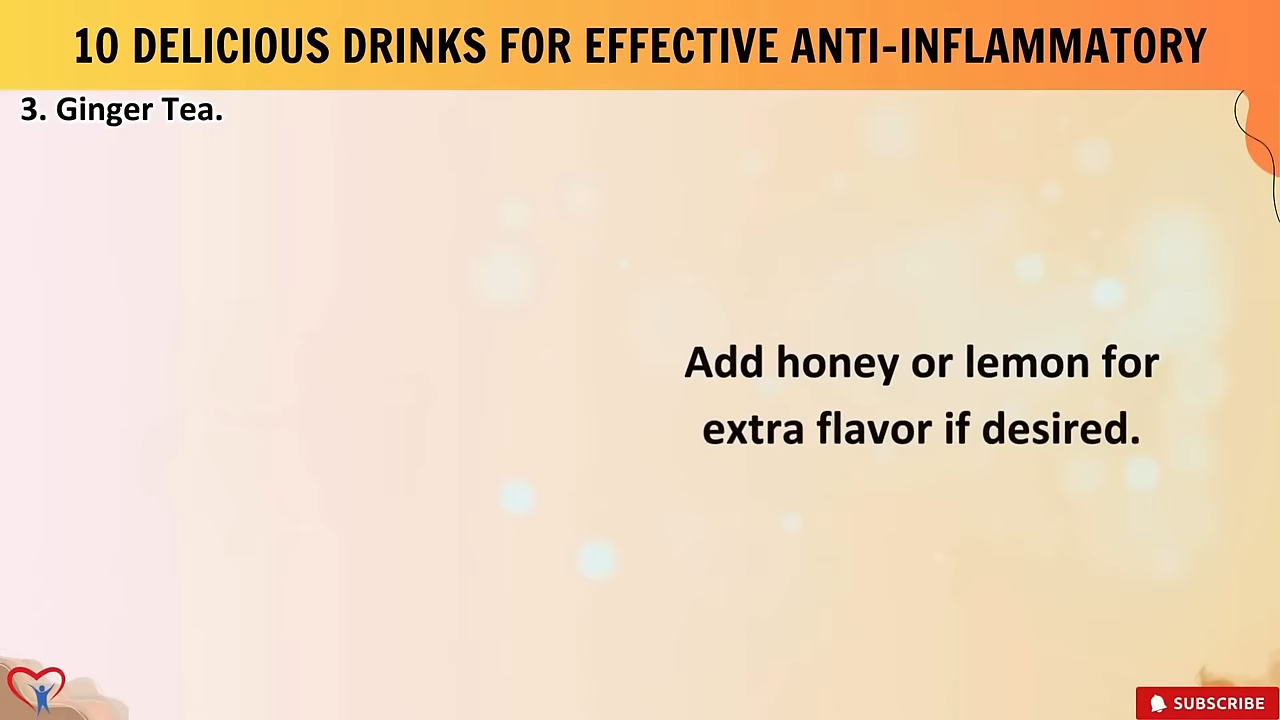 10 DELICIOUS DRINKS FOR EFFECTIVE ANTI-INFLAMMATORY
3. Ginger Tea.
Add honey or lemon for
extra flavor if desired.
SUBSCRIBE